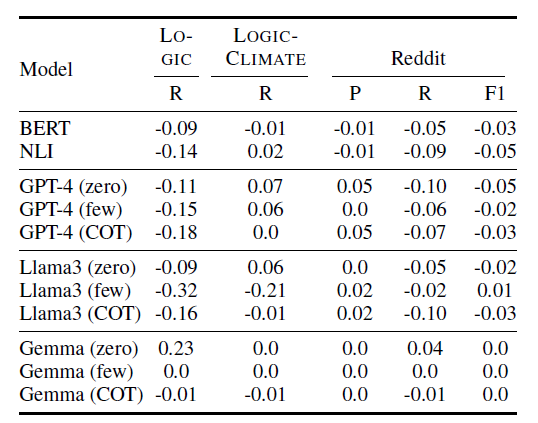 LO- LOGIC-
Model GIC CLIMATE Reddit
R R P R F1
BERT -0.09 -0.01 -0.01 -0.05 -0.03
NLI -0.14 0.02 -0.01 -0.09 -0.05
GPT-4 (zero) -0.11 0.07 0.05 -0.10 -0.05
GPT-4 (few) -0.15 0.06 0.0 -0.06 -0.02
GPT-4 (COT) -0.18 0.0 0.05 -0.07 -0.03
Llama3 (zero) -0.09 0.06 0.0 -0.05 -0.02
Llama3 (few) -0.32 -0.21 0.02 -0.02 0.01
Llama3 (COT) -0.16 -0.01 0.02 -0.10 -0.03
Gemma (zero) 0.23 0.0 0.0 0.04 0.0
Gemma (few) 0.0 0.0 0.0 0.0 0.0
Gemma (COT) -0.01 -0.01 0.0 -0.01 0.0